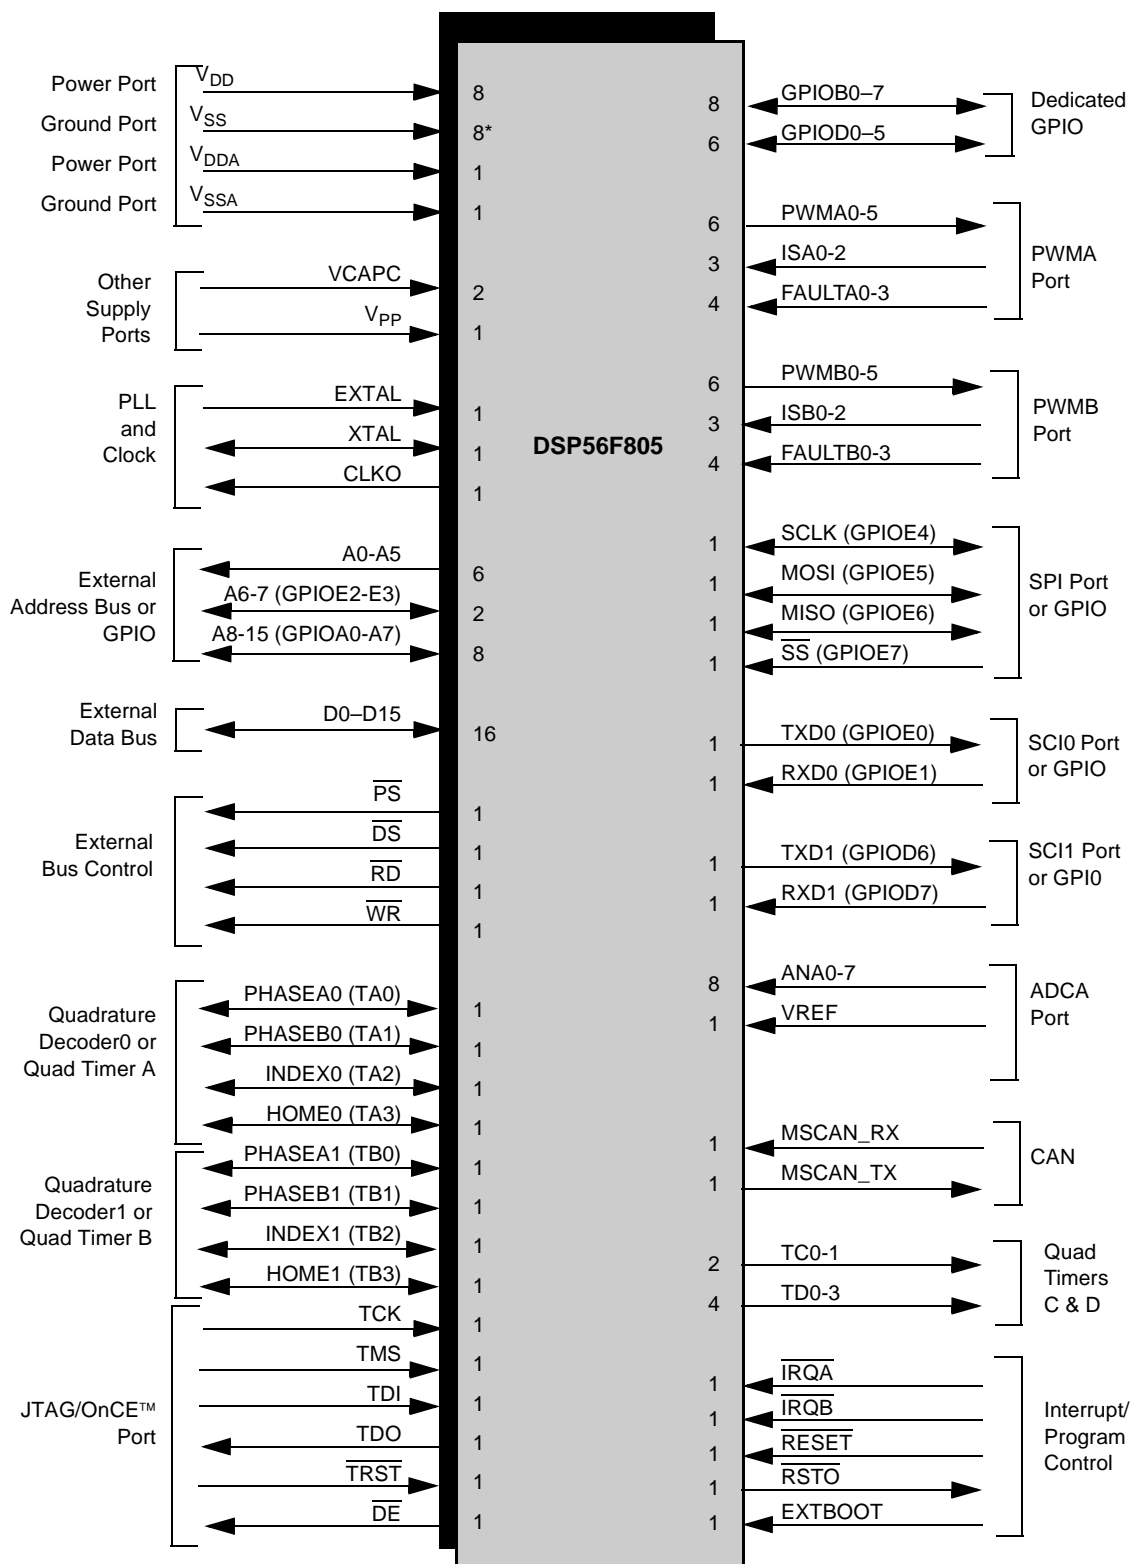 Power Port
V_DD
8
Ground Port
V_SS
8*
Power Port
V_DDA
1
Ground Port
V_SSA
1
Other
Supply
Ports
VCAPC
2
V_PP
1
PLL
and
Clock
EXTAL
1
XTAL
1
CLKO
1
External
Address Bus or
GPIO
A0-A5
6
A6-7 (GPIOE2-E3)
2
A8-15 (GPIOA0-A7)
8
External
Data Bus
D0–D15
16
External
Bus Control
PS
1
DS
1
RD
1
WR
1
Quadrature
Decoder0 or
Quad Timer A
PHASEA0 (TA0)
1
PHASEB0 (TA1)
1
INDEX0 (TA2)
1
HOME0 (TA3)
1
Quadrature
Decoder1 or
Quad Timer B
PHASEA1 (TB0)
1
PHASEB1 (TB1)
1
INDEX1 (TB2)
1
HOME1 (TB3)
1
JTAG/OnCE™
Port
TCK
1
TMS
1
TDI
1
TDO
1
TRST
1
DE
1
DSP56F805
8
GPIOB0–7
6
GPIOD0–5
Dedicated
GPIO
6
PWMA0-5
3
ISA0-2
4
FAULTA0-3
PWMA
Port
6
PWMB0-5
3
ISB0-2
4
FAULTB0-3
PWMB
Port
1
SCLK (GPIOE4)
1
MOSI (GPIOE5)
1
MISO (GPIOE6)
1
SS (GPIOE7)
SPI Port
or GPIO
1
TXD0 (GPIOE0)
1
RXD0 (GPIOE1)
SCI0 Port
or GPIO
1
TXD1 (GPIOD6)
1
RXD1 (GPIOD7)
SCI1 Port
or GPI0
8
ANA0-7
1
VREF
ADCA
Port
1
MSCAN_RX
1
MSCAN_TX
CAN
2
TC0-1
4
TD0-3
Quad
Timers
C & D
1
IRQA
1
IRQB
1
RESET
1
RSTO
1
EXTBOOT
Interrupt/
Program
Control